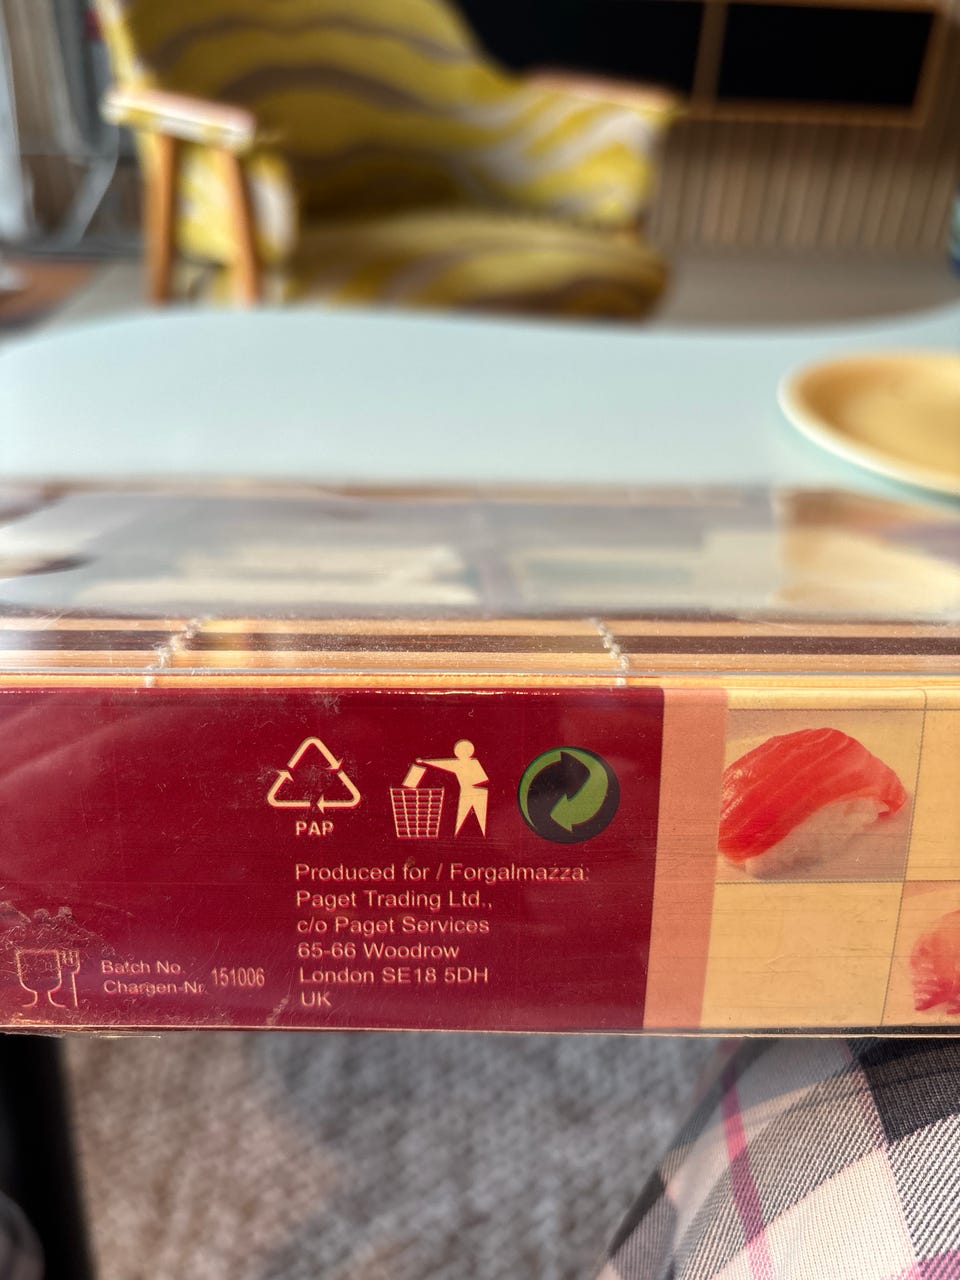 PAP
Produced for / Forgalmazza:
Paget Trading Ltd.,
c/o Paget Services
65-66 Woodrow
London SE18 5DH
UK
Batch No.
Chargen-Nr. 151006